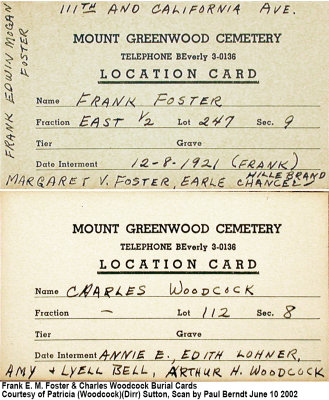 111TH AND CALIFORNIA AVE.
FRANK EDWIN MOGAN
FOSTER
MOUNT GREENWOOD CEMETERY
TELEPHONE BEverly 3-0136
LOCATION CARD
Name FRANK FOSTER
Fraction EAST 1/2 Lot 247 Sec. 9
Tier Grave
Date Interment 12-8-1921 (FRANK)
HILLEBRAND
MARGARET V. FOSTER, EARLE CHANCEL
MOUNT GREENWOOD CEMETERY
TELEPHONE BEverly 3-0136
LOCATION CARD
Name CHARLES WOODCOCK
Fraction - Lot 112 Sec. 8
Tier Grave
Date Interment ANNIE E., EDITH LOHNER,
AMY & LYELL BELL, ARTHUR H. WOODCOCK
Frank E. M. Foster & Charles Woodcock Burial Cards
Courtesy of Patricia (Woodcock)(Dirr) Sutton, Scan by Paul Berndt June 10 2002